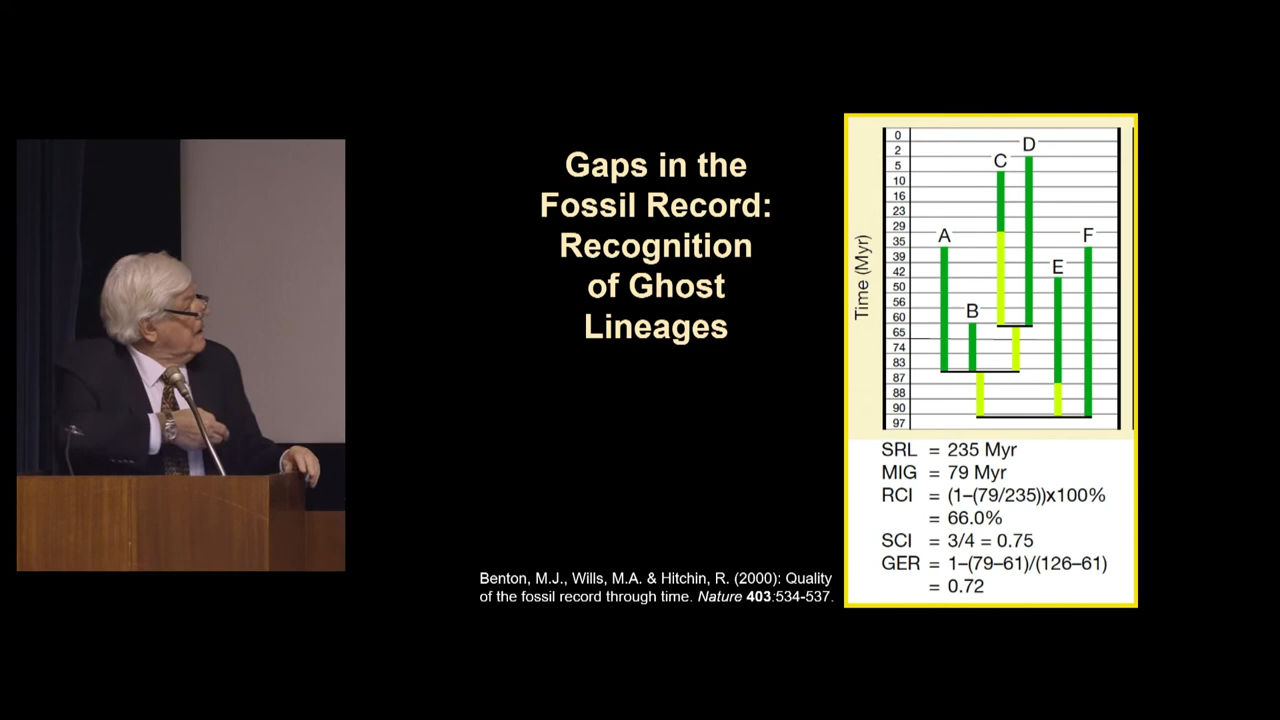 Gaps in the
Fossil Record:
Recognition
of Ghost
Lineages
Benton, M.J., Wills, M.A. & Hitchin, R. (2000): Quality
of the fossil record through time. Nature 403:534-537.
Time (Myr)
0
2
5
10
16
23
29
35
39
42
50
56
60
65
74
83
87
88
90
97
D
C
A
F
E
B
SRL = 235 Myr
MIG = 79 Myr
RCI = (1–(79/235))x100%
= 66.0%
SCI = 3/4 = 0.75
GER = 1–(79–61)/(126–61)
= 0.72